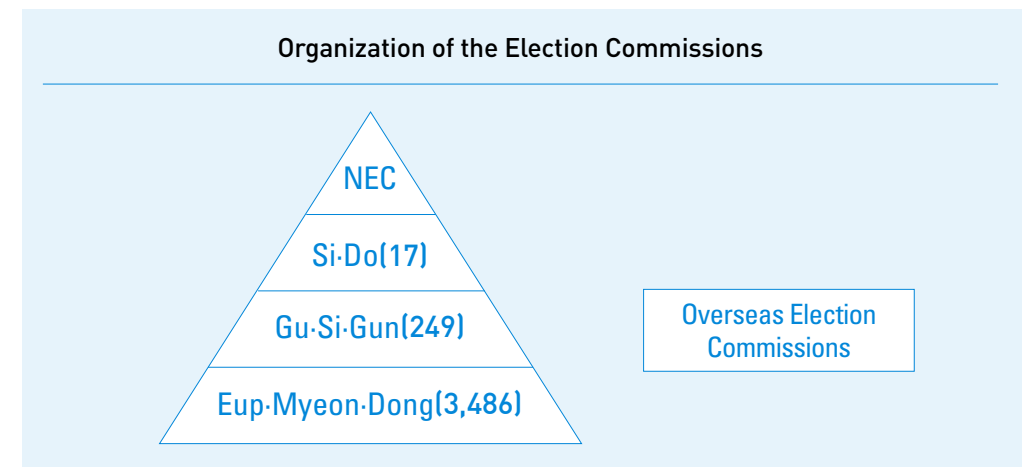 Organization of the Election Commissions
NEC
Si·Do(17)
Gu·Si·Gun(249)
Eup·Myeon·Dong(3,486)
Overseas Election
Commissions